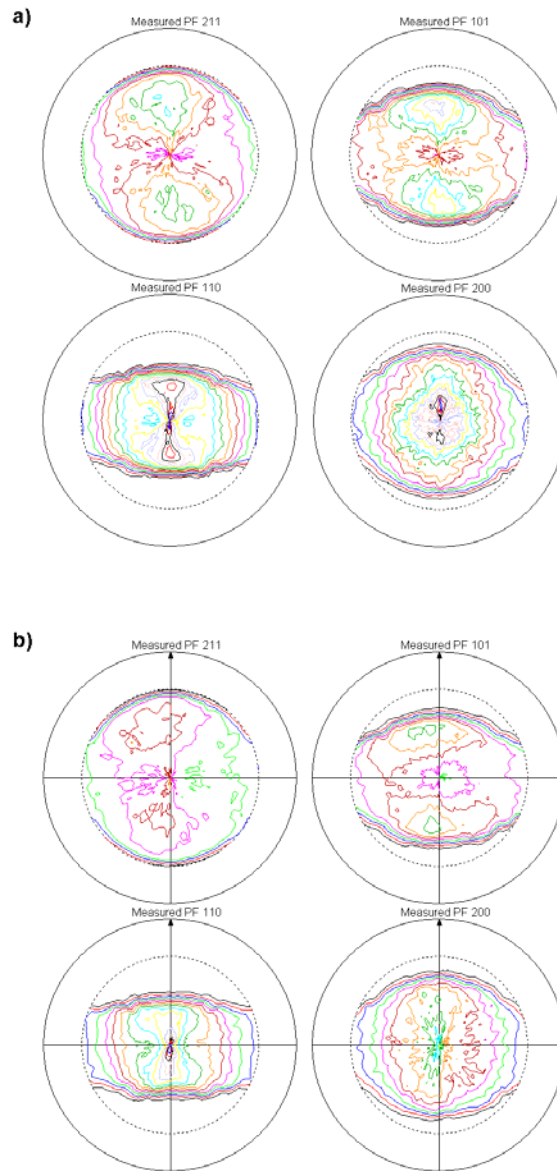 a)
Measured PF 211
Measured PF 101
Measured PF 110
Measured PF 200
b)
Measured PF 211
Measured PF 101
Measured PF 110
Measured PF 200